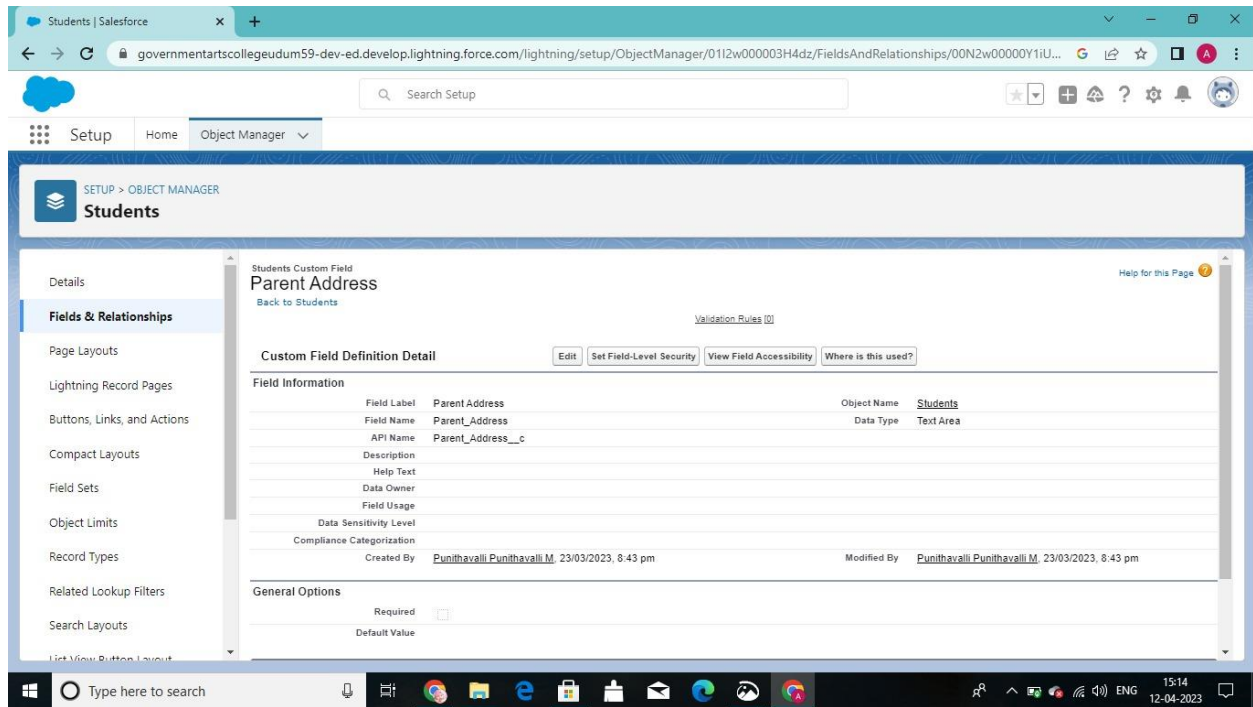 Students | Salesforce
governmentartscollegeudum59-dev-ed.develop.lightning.force.com/lightning/setup/ObjectManager/01I2w000003H4dz/FieldsAndRelationships/00N2w00000Y1iU...
A
Search Setup
Setup Home Object Manager
SETUP > OBJECT MANAGER
Students
Details
Fields & Relationships
Page Layouts
Lightning Record Pages
Buttons, Links, and Actions
Compact Layouts
Field Sets
Object Limits
Record Types
Related Lookup Filters
Search Layouts
List View Button Layout
Students Custom Field
Parent Address
Back to Students
Help for this Page
Validation Rules [0]
Custom Field Definition Detail Edit Set Field-Level Security View Field Accessibility Where is this used?
Field Information
Field Label Parent Address Object Name Students
Field Name Parent_Address Data Type Text Area
API Name Parent_Address__c
Description
Help Text
Data Owner
Field Usage
Data Sensitivity Level
Compliance Categorization
Created By Punithavalli Punithavalli M, 23/03/2023, 8:43 pm Modified By Punithavalli Punithavalli M, 23/03/2023, 8:43 pm
General Options
Required
Default Value
Type here to search
ENG
15:14
12-04-2023